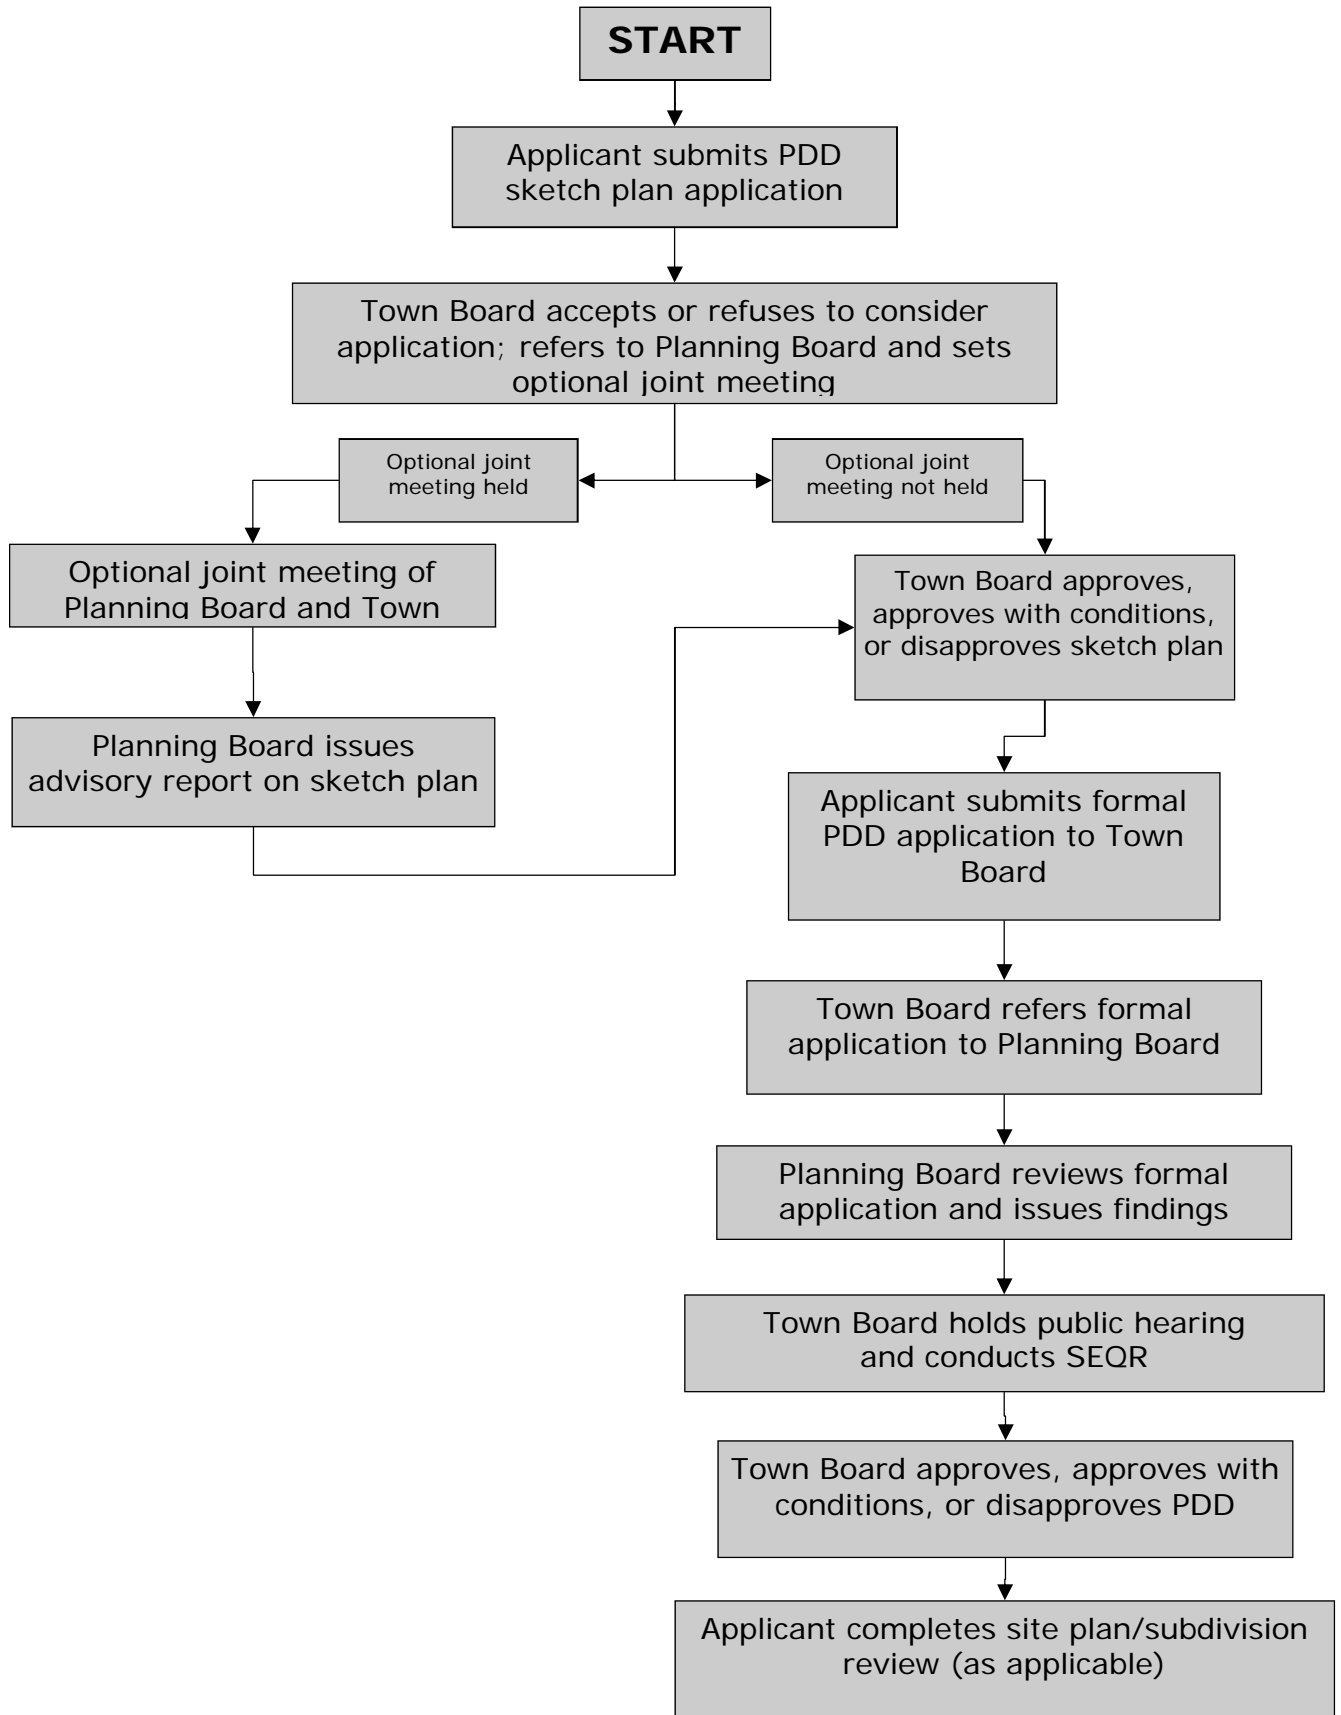 START
Applicant submits PDD
sketch plan application
Town Board accepts or refuses to consider
application; refers to Planning Board and sets
optional joint meeting
Optional joint
meeting held
Optional joint
meeting not held
Optional joint meeting of
Planning Board and Town
Town Board approves,
approves with conditions,
or disapproves sketch plan
Planning Board issues
advisory report on sketch plan
Applicant submits formal
PDD application to Town
Board
Town Board refers formal
application to Planning Board
Planning Board reviews formal
application and issues findings
Town Board holds public hearing
and conducts SEQR
Town Board approves, approves with
conditions, or disapproves PDD
Applicant completes site plan/subdivision
review (as applicable)